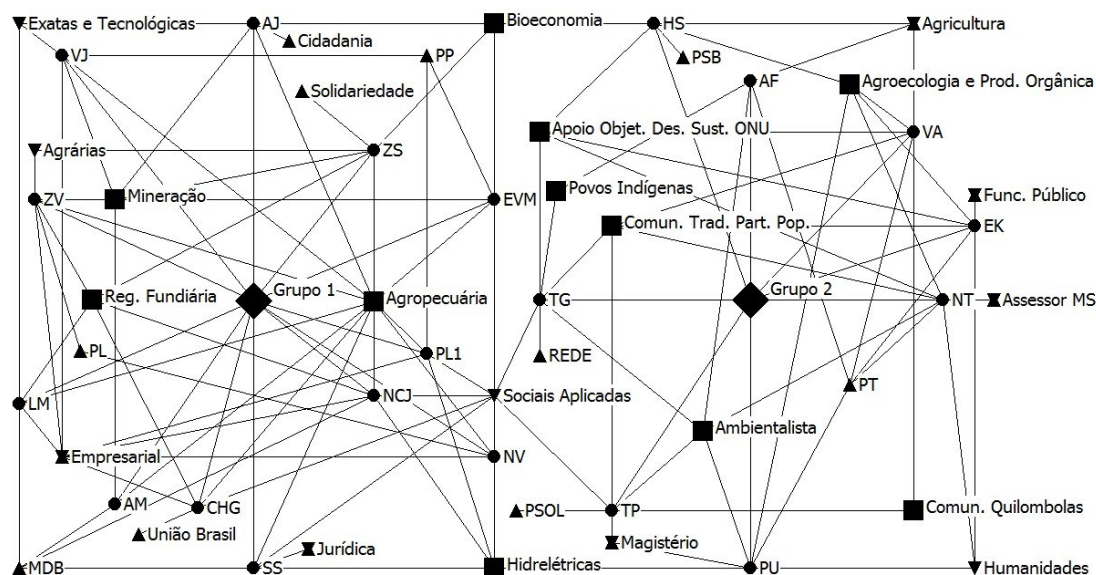 Exatas e Tecnológicas
AJ
Bioeconomia
HS
Agricultura
Cidadania
VJ
PP
PSB
AF
Agroecologia e Prod. Orgânica
Solidariedade
Apoio Objet. Des. Sust. ONU
VA
Agrárias
ZS
ZV
Mineração
EVM
Povos Indígenas
Func. Público
Comun. Trad. Part. Pop.
EK
Reg. Fundiária
Grupo 1
Agropecuária
TG
Grupo 2
NT
Assessor MS
PL
PL1
REDE
PT
LM
NCJ
Sociais Aplicadas
Ambientalista
Empresarial
NV
AM
CHG
PSOL
TP
Comun. Quilombolas
União Brasil
Jurídica
Magistério
MDB
SS
Hidrelétricas
PU
Humanidades